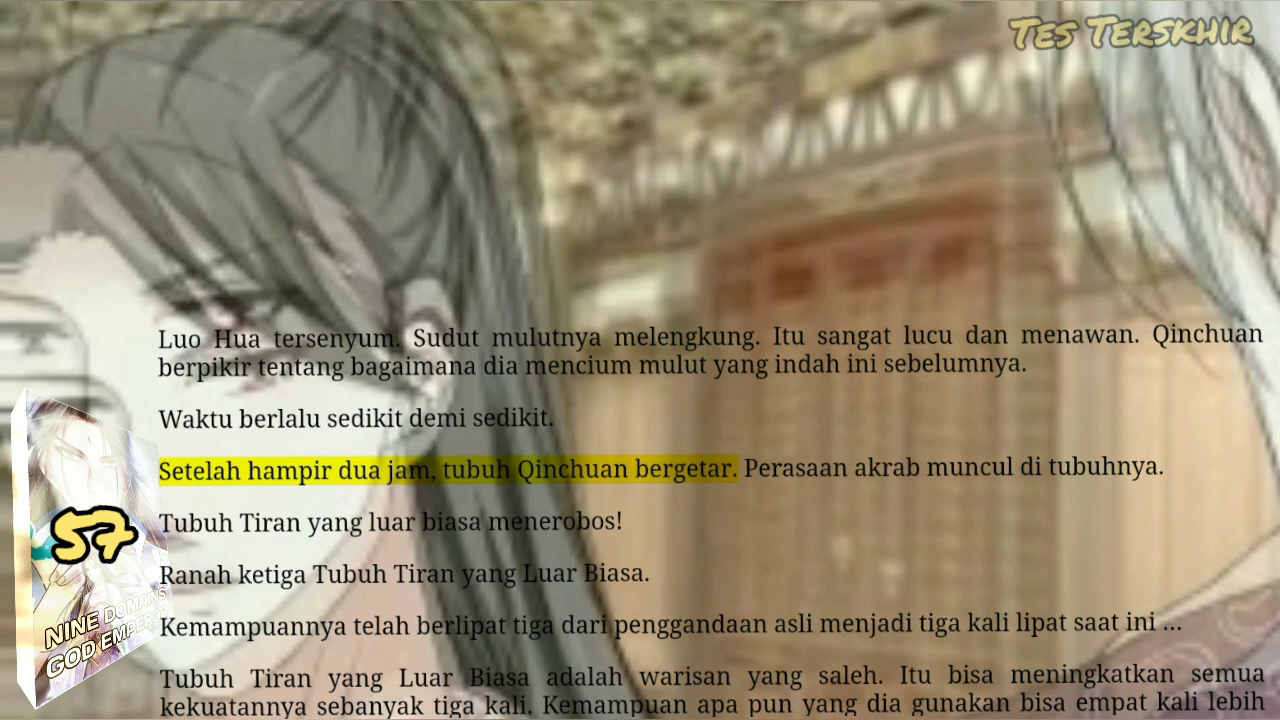 Tes Terskhir
Luo Hua tersenyum. Sudut mulutnya melengkung. Itu sangat lucu dan menawan. Qinchuan
berpikir tentang bagaimana dia mencium mulut yang indah ini sebelumnya.
Waktu berlalu sedikit demi sedikit.
Setelah hampir dua jam, tubuh Qinchuan bergetar. Perasaan akrab muncul di tubuhnya.
Tubuh Tiran yang luar biasa menerobos!
Ranah ketiga Tubuh Tiran yang Luar Biasa.
Kemampuannya telah berlipat tiga dari penggandaan asli menjadi tiga kali lipat saat ini ...
Tubuh Tiran yang Luar Biasa adalah warisan yang saleh. Itu bisa meningkatkan semua
kekuatannya sebanyak tiga kali. Kemampuan apa pun yang dia gunakan bisa empat kali lebih
57
NINE DOMAINS
GOD EMPEROR